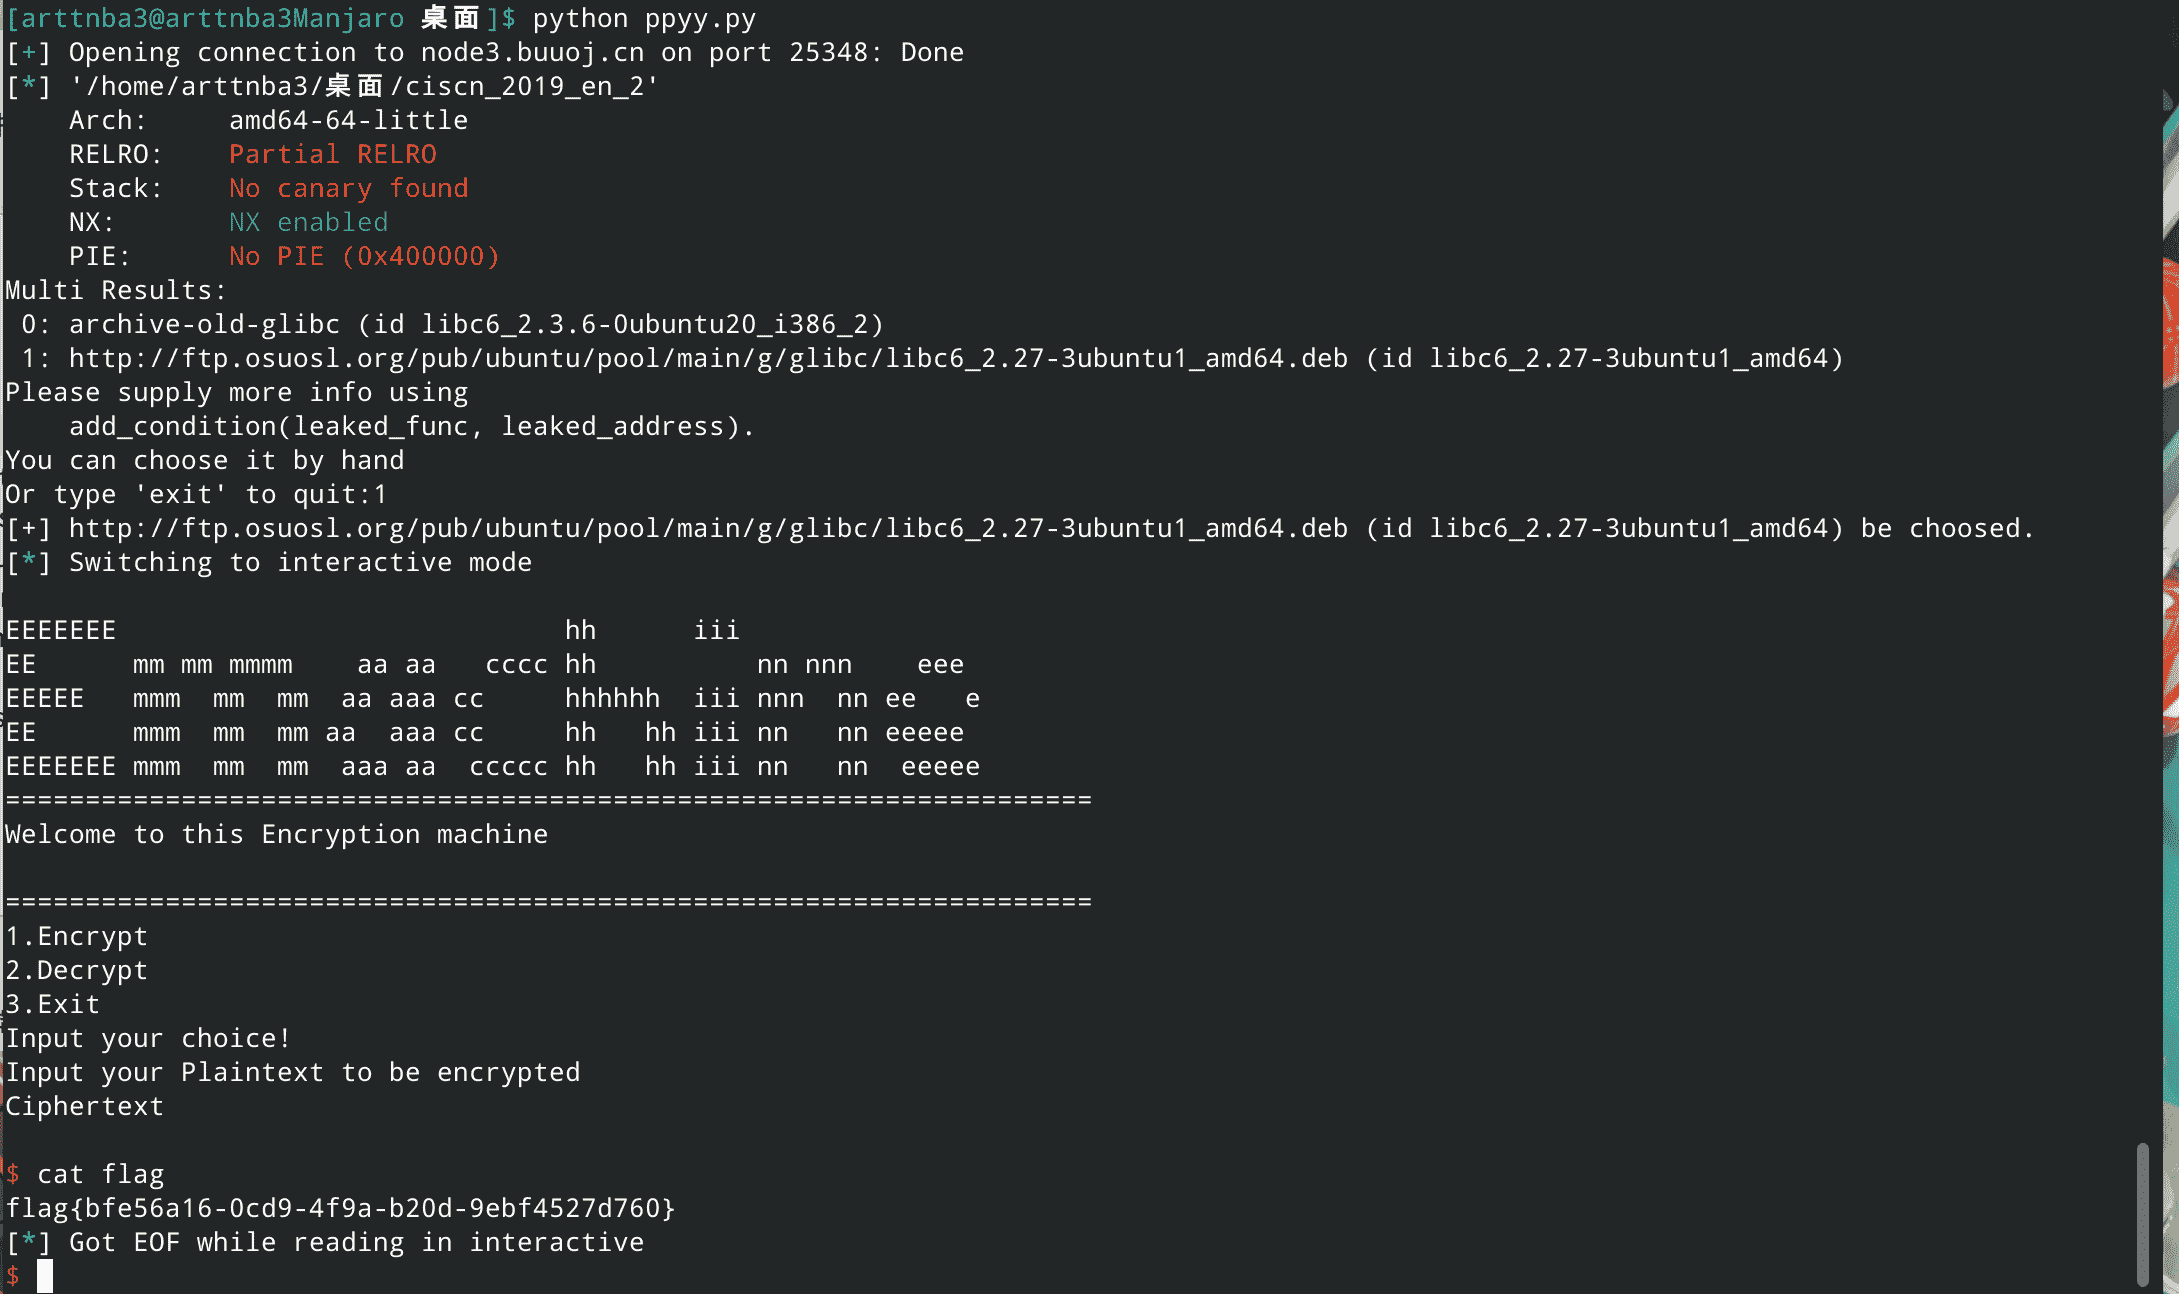 [arttnba3@arttnba3Manjaro 桌面]$ python ppyy.py
[+] Opening connection to node3.buuoj.cn on port 25348: Done
[*] '/home/arttnba3/桌面/ciscn_2019_en_2'
    Arch:     amd64-64-little
    RELRO:    Partial RELRO
    Stack:    No canary found
    NX:       NX enabled
    PIE:      No PIE (0x400000)
Multi Results:
 0: archive-old-glibc (id libc6_2.3.6-0ubuntu20_i386_2)
 1: http://ftp.osuosl.org/pub/ubuntu/pool/main/g/glibc/libc6_2.27-3ubuntu1_amd64.deb (id libc6_2.27-3ubuntu1_amd64)
Please supply more info using
    add_condition(leaked_func, leaked_address).
You can choose it by hand
Or type 'exit' to quit:1
[+] http://ftp.osuosl.org/pub/ubuntu/pool/main/g/glibc/libc6_2.27-3ubuntu1_amd64.deb (id libc6_2.27-3ubuntu1_amd64) be choosed.
[*] Switching to interactive mode

EEEEEEE                            hh      iii
EE      mm mm mmmm    aa aa   cccc hh          nn nnn    eee
EEEEE   mmm  mm  mm  aa aaa cc     hhhhhh  iii nnn  nn ee   e
EE      mmm  mm  mm aa  aaa cc     hh   hh iii nn   nn eeeee
EEEEEEE mmm  mm  mm  aaa aa  ccccc hh   hh iii nn   nn  eeeee
====================================================================
Welcome to this Encryption machine

====================================================================
1.Encrypt
2.Decrypt
3.Exit
Input your choice!
Input your Plaintext to be encrypted
Ciphertext

$ cat flag
flag{bfe56a16-0cd9-4f9a-b20d-9ebf4527d760}
[*] Got EOF while reading in interactive
$